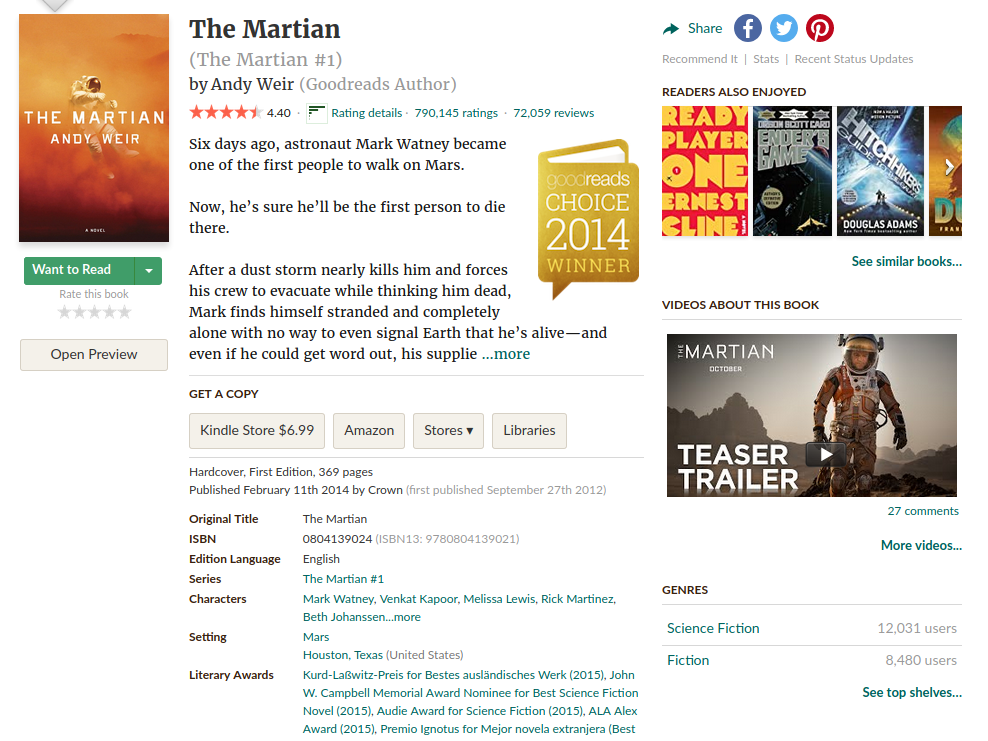 THE MARTIAN
ANDY WEIR
A NOVEL
Want to Read
Rate this book
Open Preview
The Martian
(The Martian #1)
by Andy Weir (Goodreads Author)
4.40 · Rating details · 790,145 ratings · 72,059 reviews
Six days ago, astronaut Mark Watney became
one of the first people to walk on Mars.
Now, he’s sure he’ll be the first person to die
there.
After a dust storm nearly kills him and forces
his crew to evacuate while thinking him dead,
Mark finds himself stranded and completely
alone with no way to even signal Earth that he’s alive—and
even if he could get word out, his supplie ...more
goodreads
CHOICE
2014
WINNER
GET A COPY
Kindle Store $6.99
Amazon
Stores ▾
Libraries
Hardcover, First Edition, 369 pages
Published February 11th 2014 by Crown (first published September 27th 2012)
Original Title The Martian
ISBN 0804139024 (ISBN13: 9780804139021)
Edition Language English
Series The Martian #1
Characters Mark Watney, Venkat Kapoor, Melissa Lewis, Rick Martinez,
Beth Johanssen...more
Setting Mars
Houston, Texas (United States)
Literary Awards Kurd-Laßwitz-Preis for Bestes ausländisches Werk (2015), John
W. Campbell Memorial Award Nominee for Best Science Fiction
Novel (2015), Audie Award for Science Fiction (2015), ALA Alex
Award (2015), Premio Ignotus for Mejor novela extranjera (Best
Share
Recommend It | Stats | Recent Status Updates
READERS ALSO ENJOYED
READY
PLAYER
ONE
ERNEST
CLINE
ORSON SCOTT CARD
ENDER'S
GAME
NOW A MAJOR
MOTION PICTURE
HITCHHIKER'S
DOUGLAS ADAMS
DU
FRAN
See similar books...
VIDEOS ABOUT THIS BOOK
THE MARTIAN
OCTOBER
TEASER
TRAILER
27 comments
More videos...
GENRES
Science Fiction 12,031 users
Fiction 8,480 users
See top shelves...